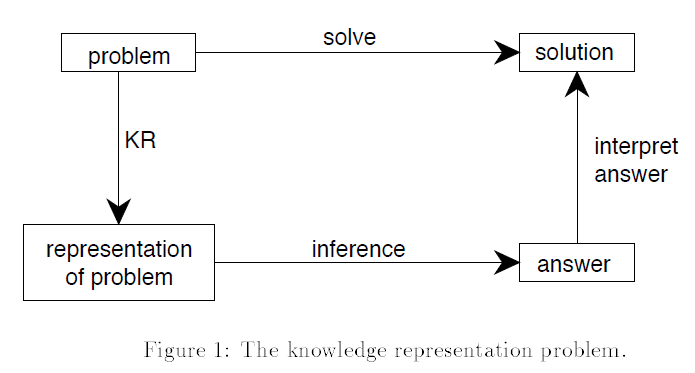 problem
solve
solution
KR
interpret
answer
representation
of problem
inference
answer
Figure 1: The knowledge representation problem.